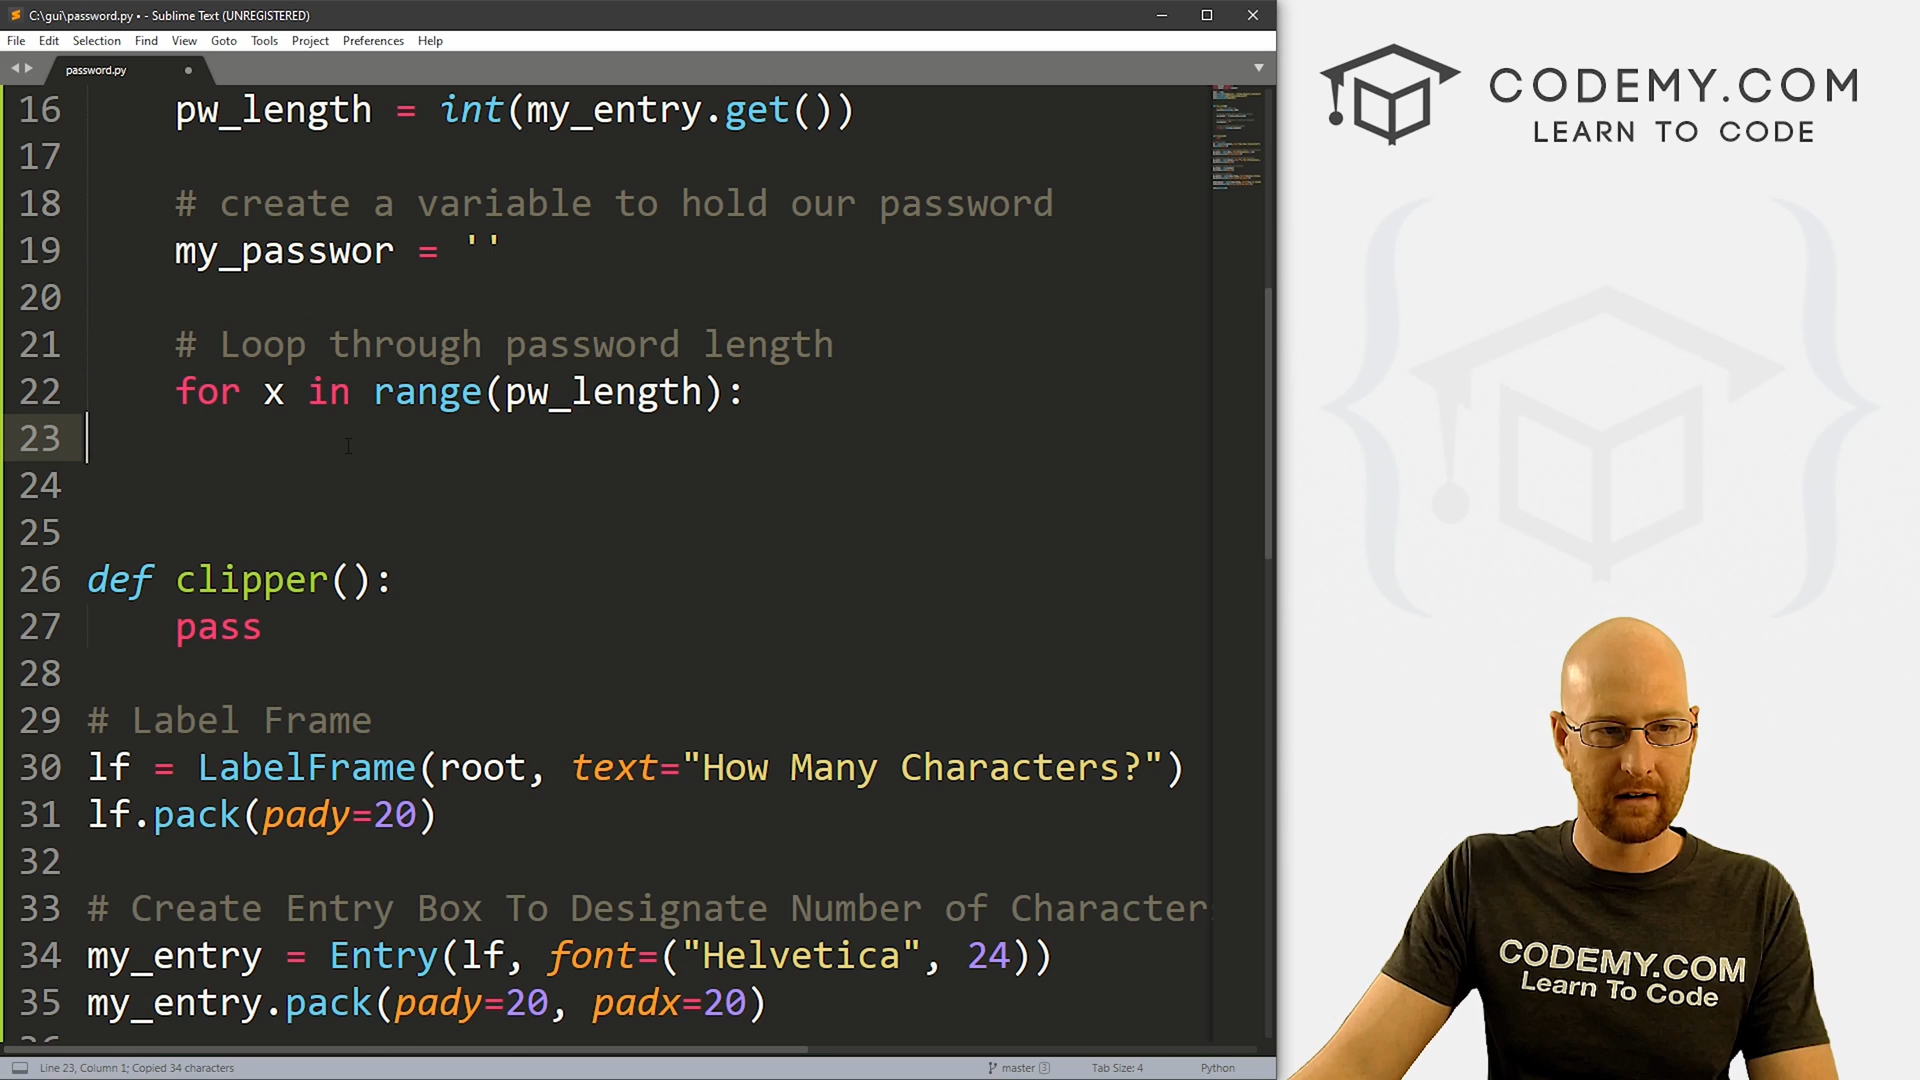 C:\gui\password.py • - Sublime Text (UNREGISTERED)
File Edit Selection Find View Goto Tools Project Preferences Help
password.py
16 pw_length = int(my_entry.get())
17
18 # create a variable to hold our password
19 my_passwor = ''
20
21 # Loop through password length
22 for x in range(pw_length):
23
24
25
26 def clipper():
27 pass
28
29 # Label Frame
30 lf = LabelFrame(root, text="How Many Characters?")
31 lf.pack(pady=20)
32
33 # Create Entry Box To Designate Number of Character
34 my_entry = Entry(lf, font=("Helvetica", 24))
35 my_entry.pack(pady=20, padx=20)
Line 23, Column 1; Copied 34 characters
master 3
Tab Size: 4
Python
CODEMY.COM
LEARN TO CODE
CODEMY.COM
Learn To Code